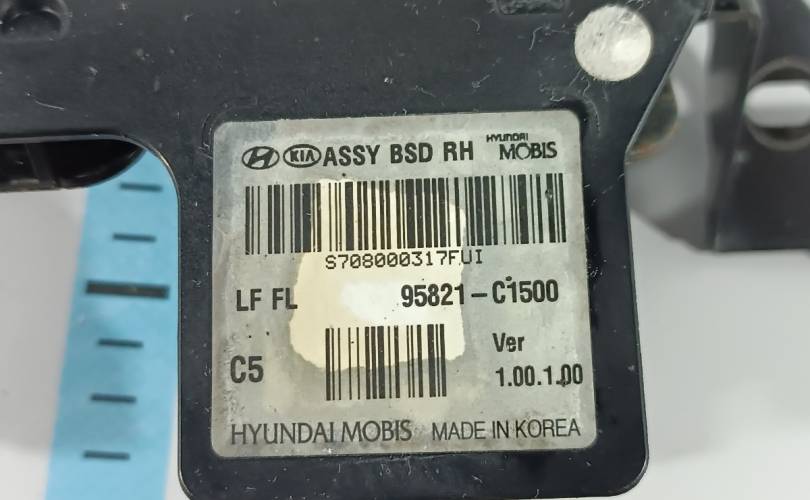 KIA ASSY BSD RH HYUNDAI MOBIS
S708000317FUI
LF FL 95821-C1500
C5 Ver 1.00.1.00
HYUNDAI MOBIS MADE IN KOREA